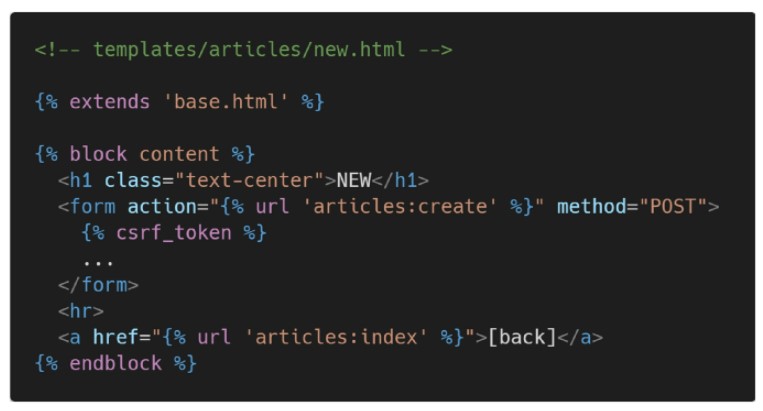 <!-- templates/articles/new.html -->
{% extends 'base.html' %}
{% block content %}
<h1 class="text-center">NEW</h1>
<form action="{% url 'articles:create' %}" method="POST">
{% csrf_token %}
...
</form>
<hr>
<a href="{% url 'articles:index' %}">[back]</a>
{% endblock %}